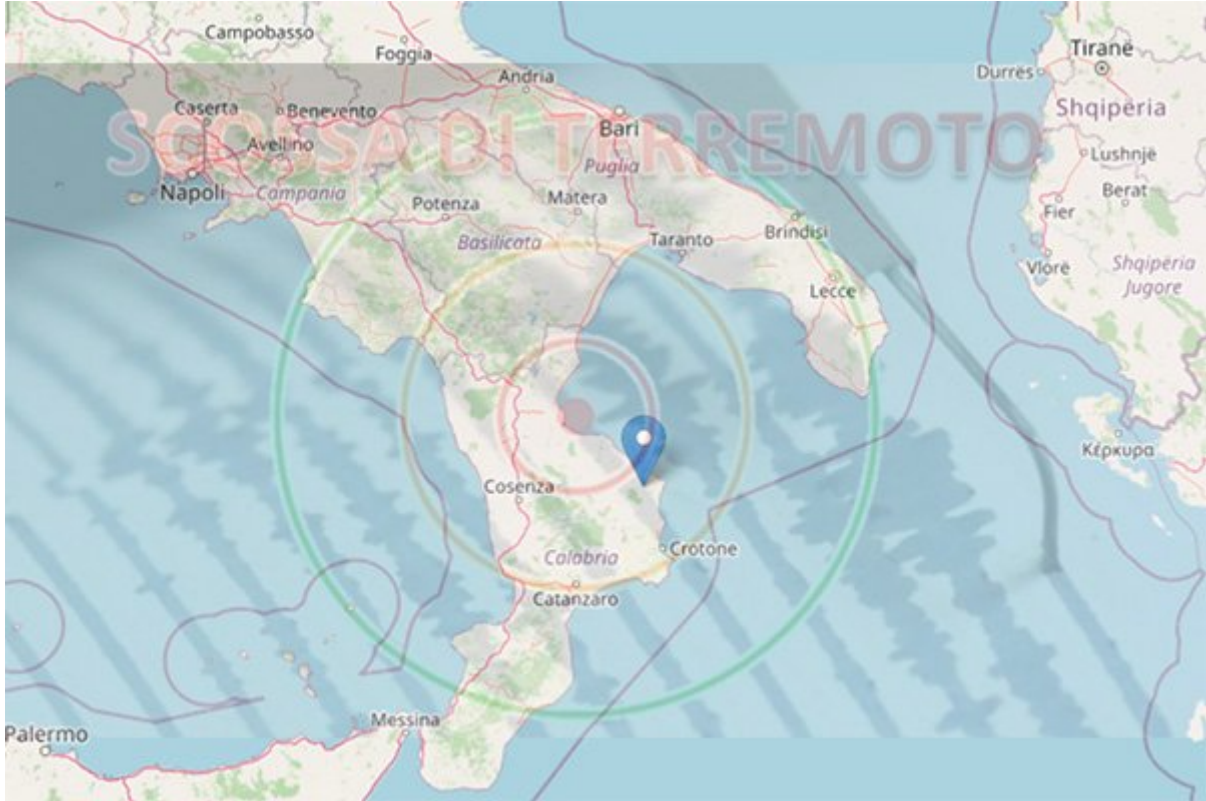 Campobasso
Foggia
Tiranë
Durrës
Andria
Caserta
Benevento
Shqipëria
SCOSSA DI TERREMOTO
Bari
Avellino
Lushnjë
Puglia
Napoli
Campania
Potenza
Matera
Berat
Fier
Basilicata
Taranto
Brindisi
Vlorë
Shqipëria
Jugore
Lecce
Κέρκυρα
Cosenza
Crotone
Calabria
Catanzaro
Messina
Palermo